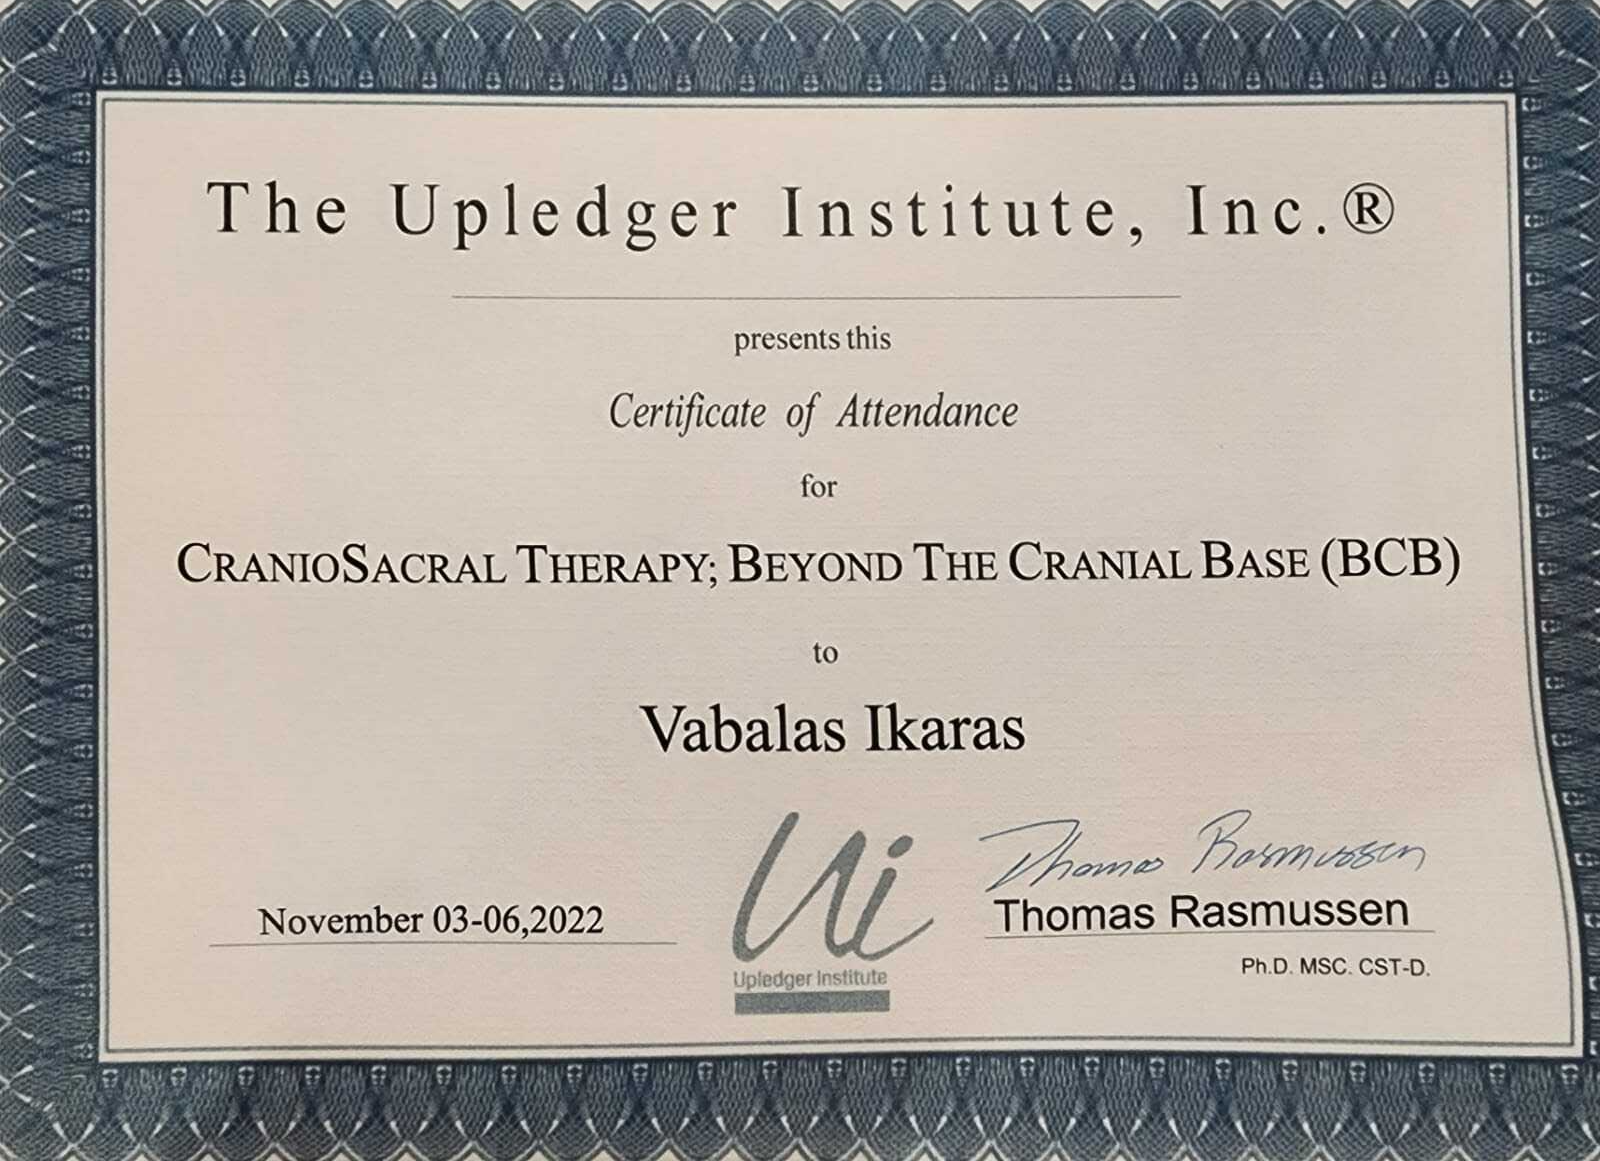 The Upledger Institute, Inc.®
presents this
Certificate of Attendance
for
CRANIOSACRAL THERAPY; BEYOND THE CRANIAL BASE (BCB)
to
Vabalas Ikaras
November 03-06,2022
Ui
Upledger Institute
Thomas Rasmussen
Thomas Rasmussen
Ph.D. MSC. CST-D.